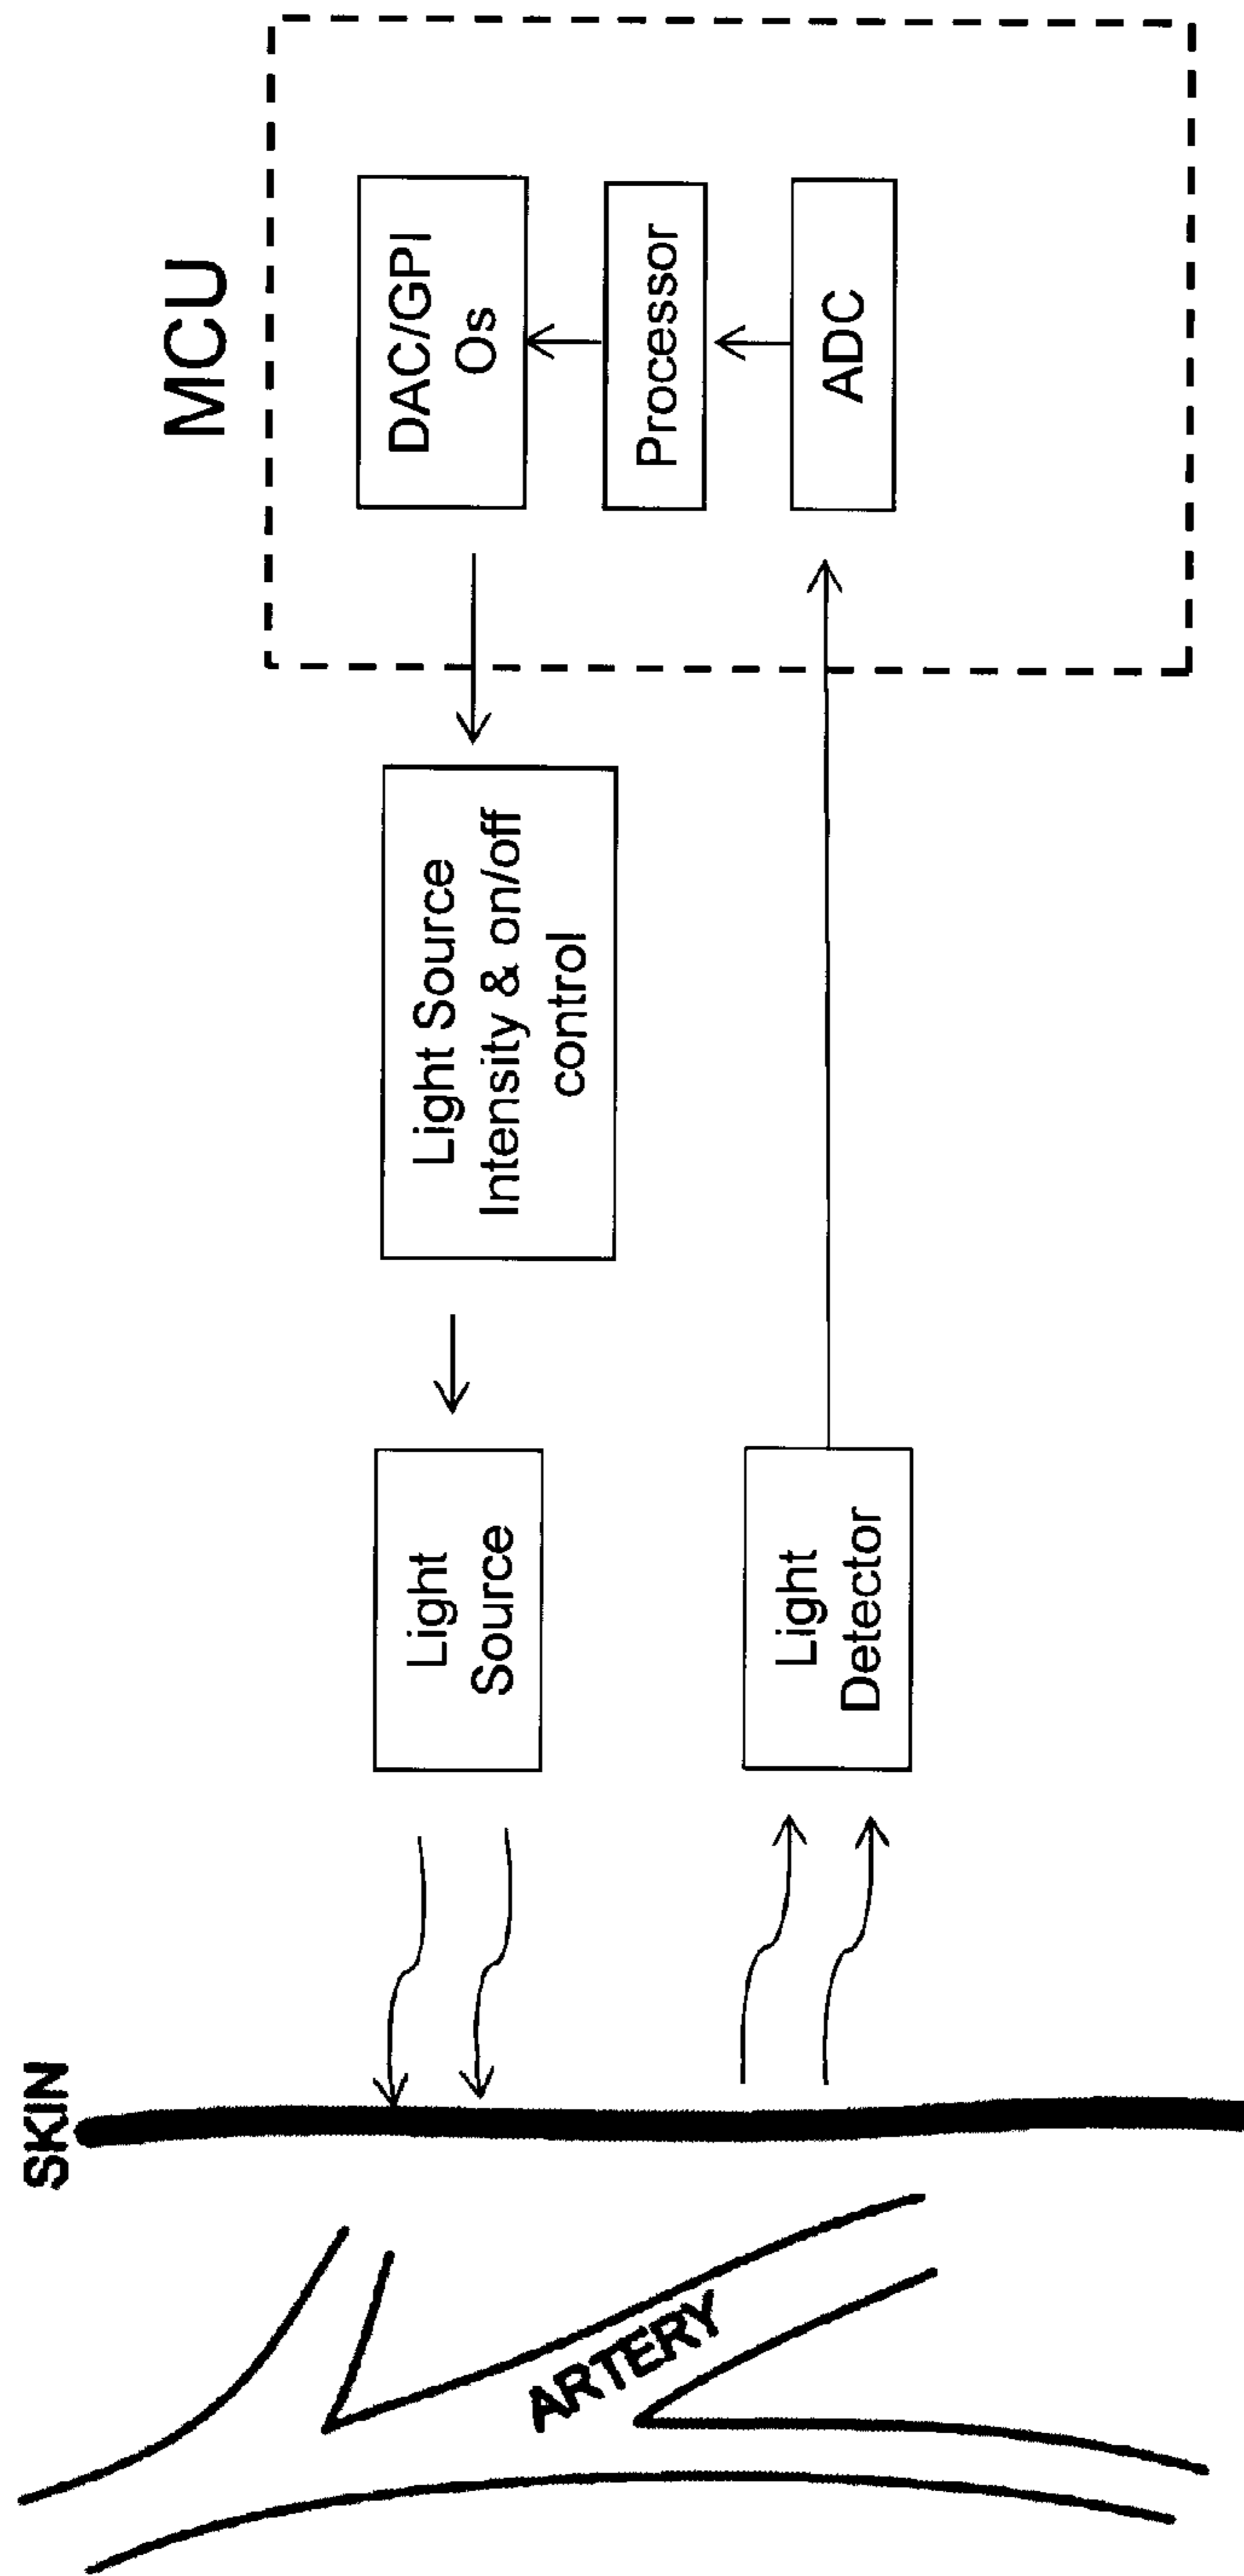 MCU
DAC/GPI
Os
Processor
ADC
Light Source
Intensity & on/off
control
Light
Source
Light
Detector
SKIN
ARTERY